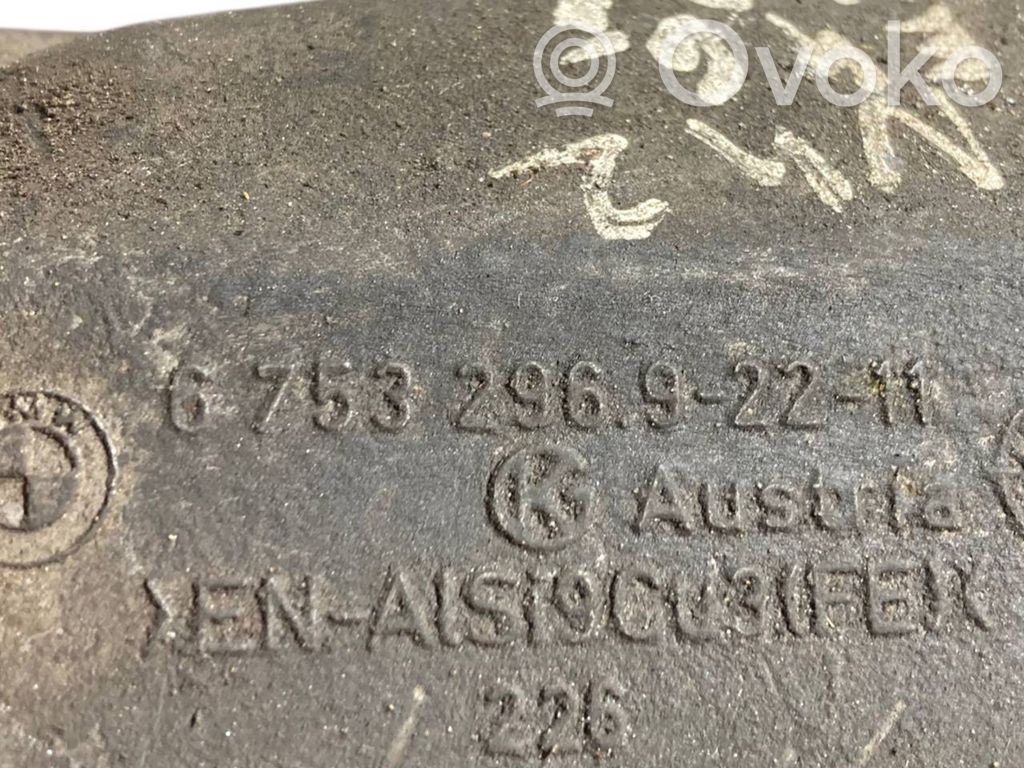 Ovoko
6 753 296.9-22-11
Austria
>EN-AlSi9Cu3(FE)<
226